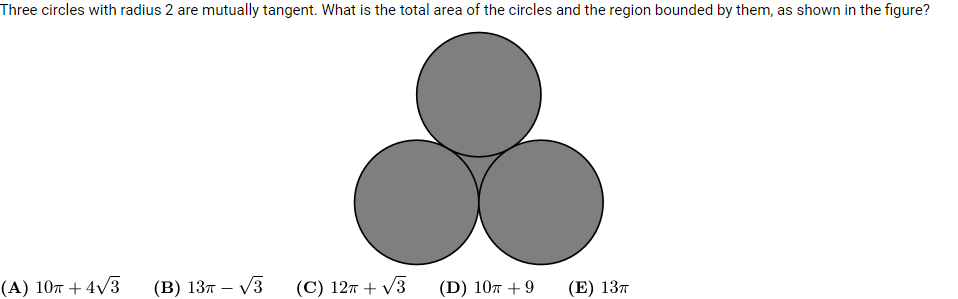 Three circles with radius 2 are mutually tangent. What is the total area of the circles and the region bounded by them, as shown in the figure?
(A) 10π + 4√3 (B) 13π − √3 (C) 12π + √3 (D) 10π + 9 (E) 13π